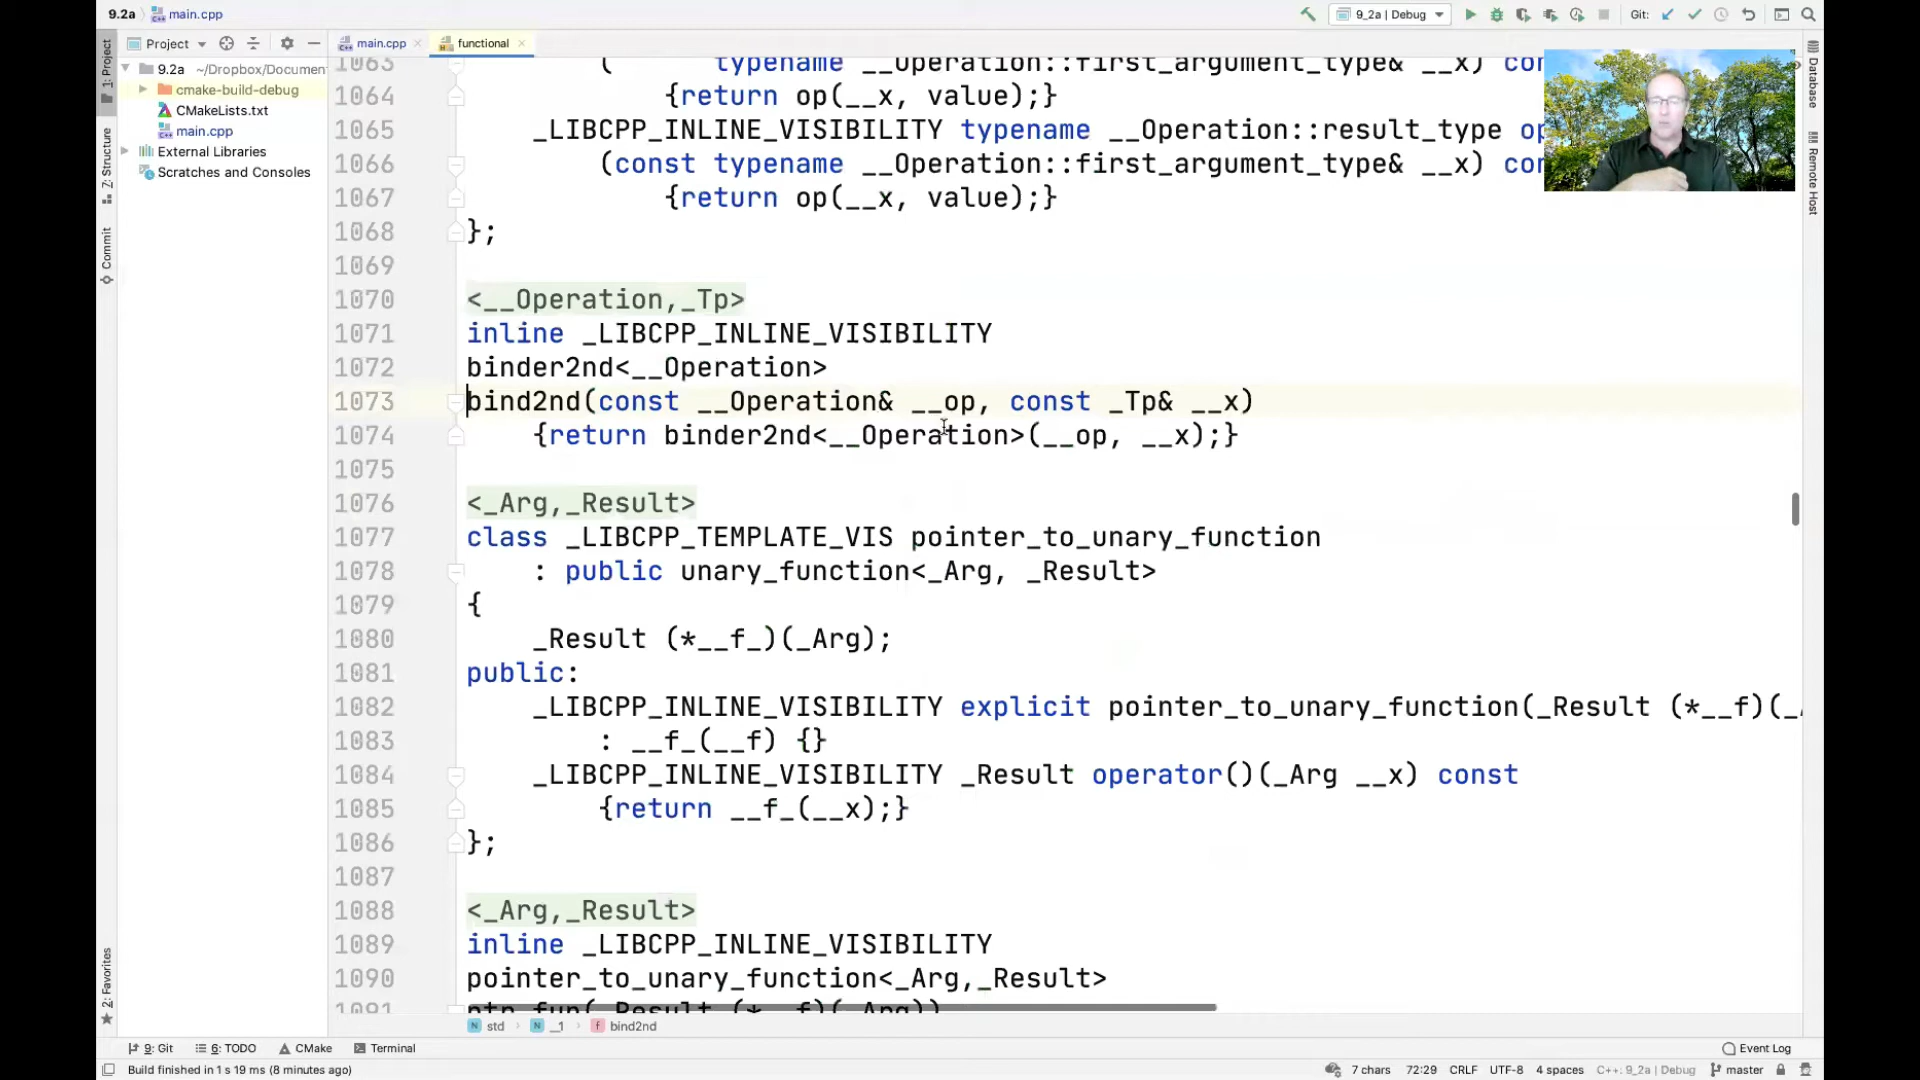 9.2a
main.cpp
9_2a | Debug
Git:
1: Project
Z: Structure
Commit
2: Favorites
Project
9.2a ~/Dropbox/Documen
cmake-build-debug
CMakeLists.txt
main.cpp
External Libraries
Scratches and Consoles
main.cpp
functional
1063 ( typename __Operation::first_argument_type& __x) con
1064 {return op(__x, value);}
1065 _LIBCPP_INLINE_VISIBILITY typename __Operation::result_type op
1066 (const typename __Operation::first_argument_type& __x) con
1067 {return op(__x, value);}
1068 };
1069
1070 <__Operation,_Tp>
1071 inline _LIBCPP_INLINE_VISIBILITY
1072 binder2nd<__Operation>
1073 bind2nd(const __Operation& __op, const _Tp& __x)
1074 {return binder2nd<__Operation>(__op, __x);}
1075
1076 <_Arg,_Result>
1077 class _LIBCPP_TEMPLATE_VIS pointer_to_unary_function
1078 : public unary_function<_Arg, _Result>
1079 {
1080 _Result (*__f_)(_Arg);
1081 public:
1082 _LIBCPP_INLINE_VISIBILITY explicit pointer_to_unary_function(_Result (*__f)(_A
1083 : __f_(__f) {}
1084 _LIBCPP_INLINE_VISIBILITY _Result operator()(_Arg __x) const
1085 {return __f_(__x);}
1086 };
1087
1088 <_Arg,_Result>
1089 inline _LIBCPP_INLINE_VISIBILITY
1090 pointer_to_unary_function<_Arg,_Result>
1091 ptr_fun(_Result (*__f)(_Arg))
Database
Remote Host
N std
N __1
f bind2nd
9: Git
6: TODO
CMake
Terminal
Event Log
Build finished in 1 s 19 ms (8 minutes ago)
7 chars
72:29
CRLF
UTF-8
4 spaces
C++: 9_2a | Debug
master